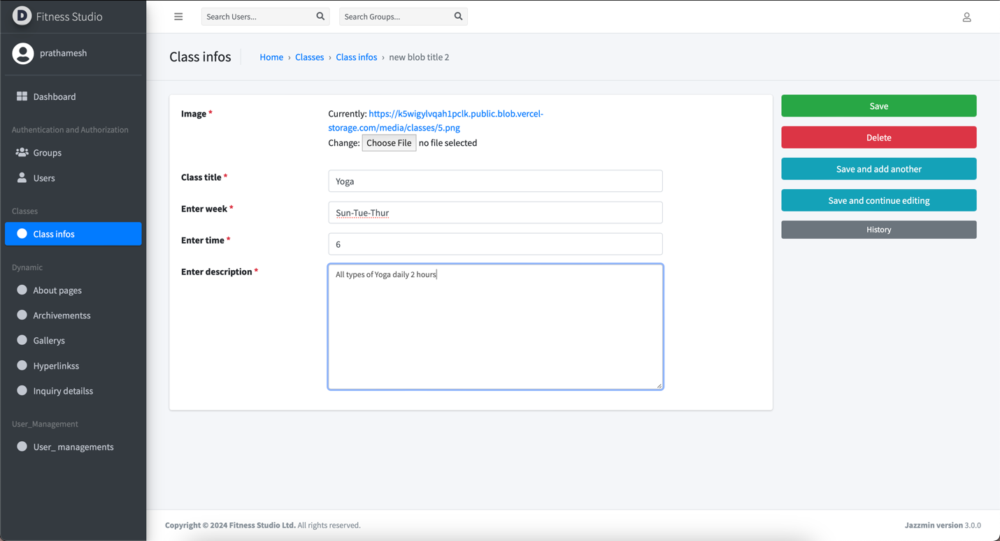 D Fitness Studio
Search Users...
Search Groups...
prathamesh
Dashboard
Authentication and Authorization
Groups
Users
Classes
Class infos
Dynamic
About pages
Archivementss
Gallerys
Hyperlinkss
Inquiry detailss
User_Management
User_ managements
Class infos
Home › Classes › Class infos › new blob title 2
Image *
Currently: https://k5wigylvqah1pclk.public.blob.vercel-
storage.com/media/classes/5.png
Change: Choose File no file selected
Class title *
Yoga
Enter week *
Sun-Tue-Thur
Enter time *
6
Enter description *
All types of Yoga daily 2 hours
Save
Delete
Save and add another
Save and continue editing
History
Copyright © 2024 Fitness Studio Ltd. All rights reserved.
Jazzmin version 3.0.0